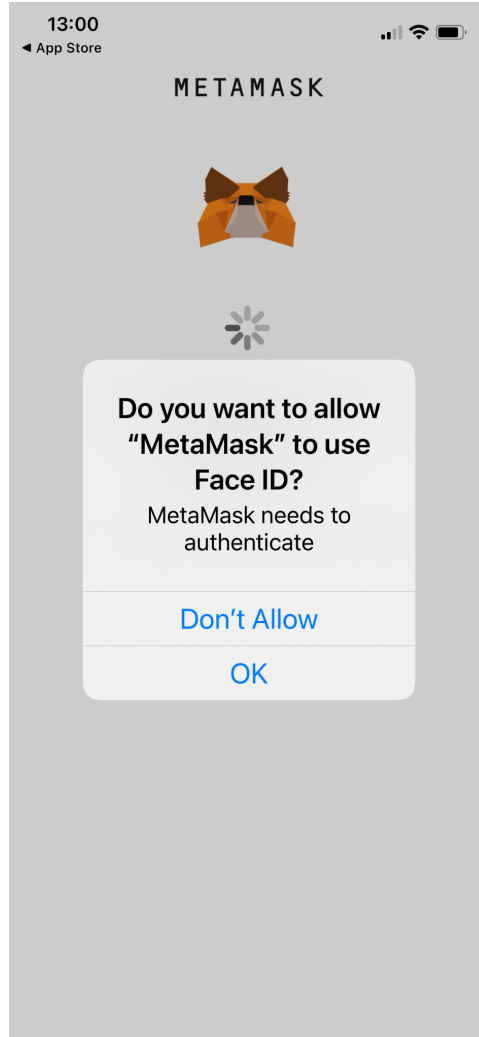 13:00
◀ App Store
METAMASK
Do you want to allow
“MetaMask” to use
Face ID?
MetaMask needs to
authenticate
Don’t Allow
OK